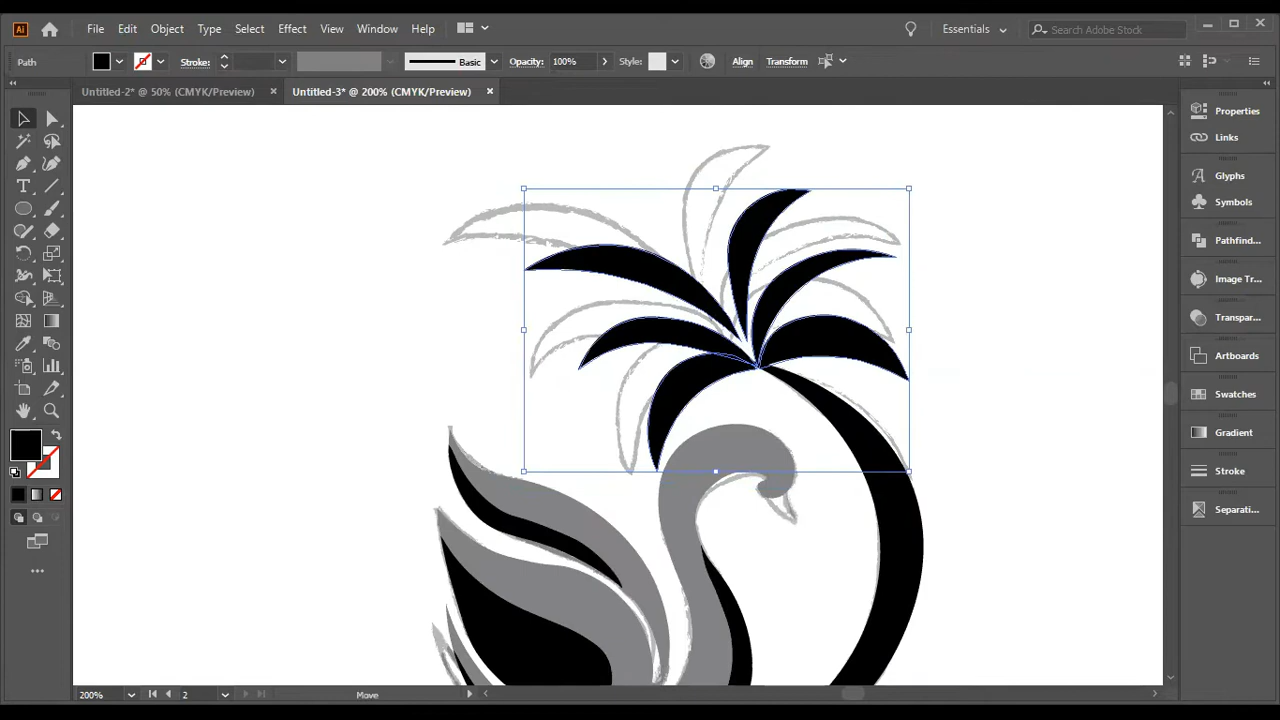 Ai File Edit Object Type Select Effect View Window Help Essentials Search Adobe Stock
Path Stroke: Basic Opacity: 100% Style: Align Transform
Untitled-2* @ 50% (CMYK/Preview) × Untitled-3* @ 200% (CMYK/Preview) ×
Properties
Links
Glyphs
Symbols
Pathfind...
Image Tr...
Transpar...
Artboards
Swatches
Gradient
Stroke
Separati...
200% 2 Move